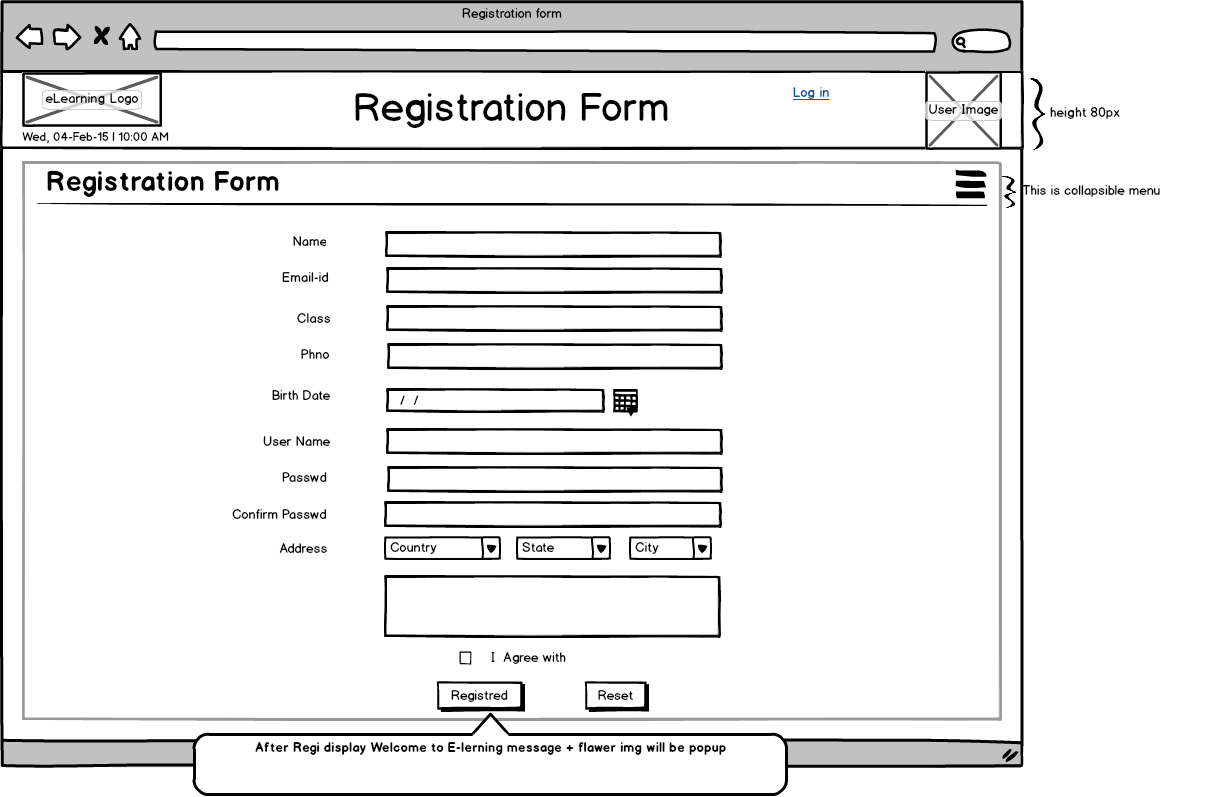 Registration form
eLearning Logo
Registration Form
Log in
User Image
height 80px
Wed, 04-Feb-15 | 10:00 AM
Registration Form
This is collapsible menu
Name
Email-id
Class
Phno
Birth Date
/ /
User Name
Passwd
Confirm Passwd
Address
Country
State
City
I Agree with
Registred
Reset
After Regi display Welcome to E-lerning message + flawer img will be popup